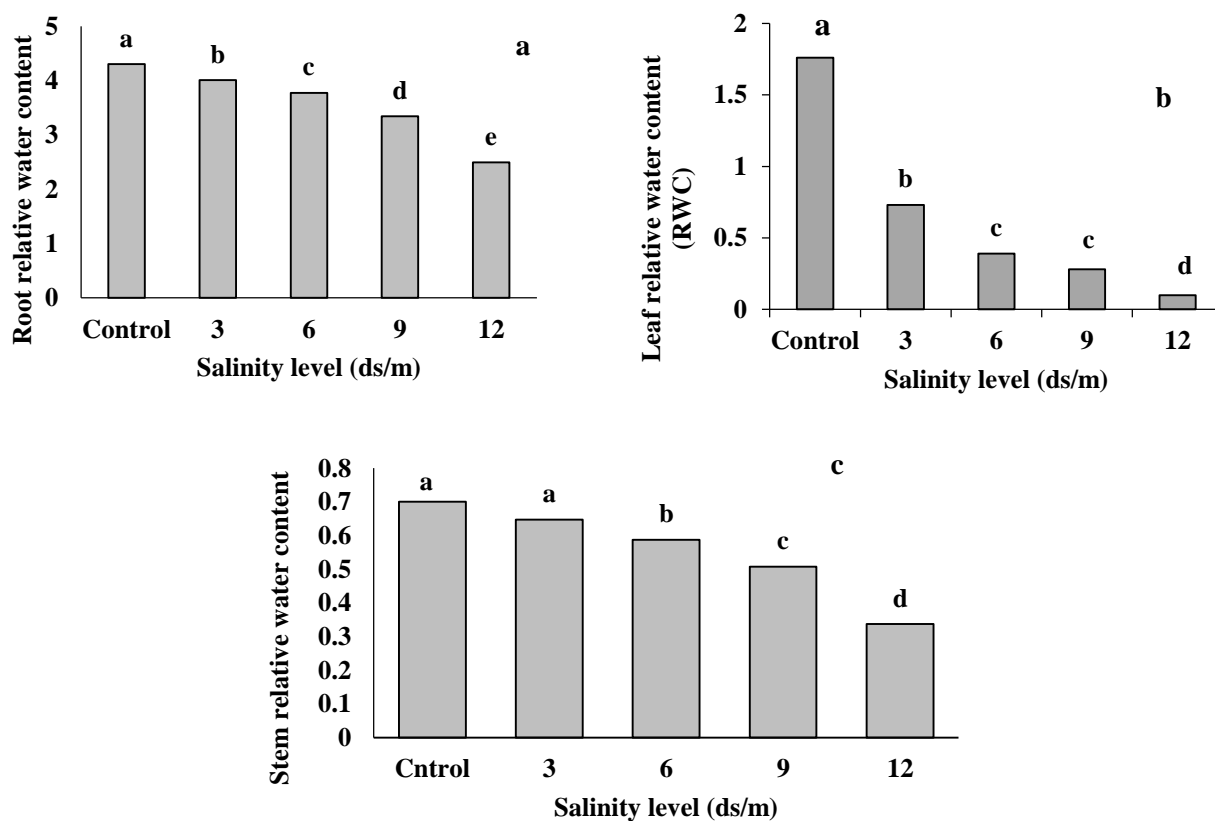 Root relative water content
5
4
3
2
1
0
a
b
c
d
e
a
Control 3 6 9 12
Salinity level (ds/m)
Leaf relative water content
(RWC)
2
1.5
1
0.5
0
a
b
c
c
d
b
Control 3 6 9 12
Salinity level (ds/m)
Stem relative water content
0.8
0.7
0.6
0.5
0.4
0.3
0.2
0.1
0
a
a
b
c
d
c
Cntrol 3 6 9 12
Salinity level (ds/m)